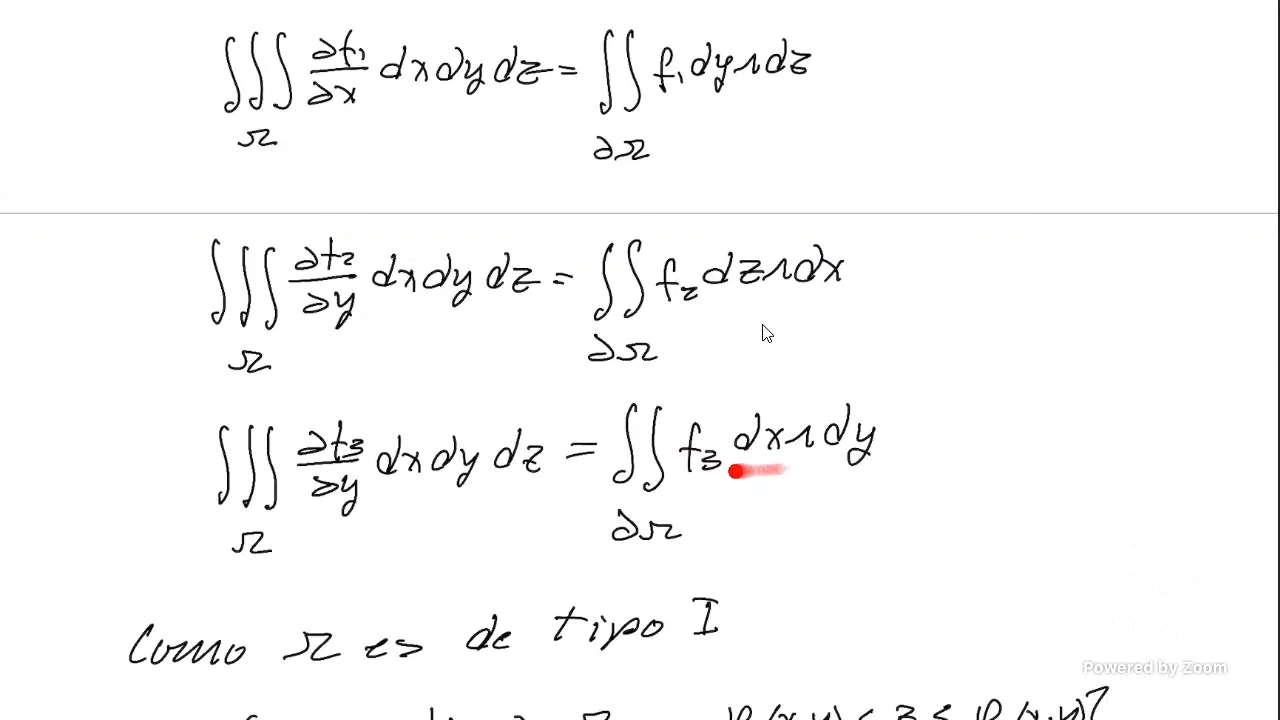 ∭_Ω ∂f₁/∂x dx dy dz = ∬_∂Ω f₁ dy∧dz
∭_Ω ∂f₂/∂y dx dy dz = ∬_∂Ω f₂ dz∧dx
∭_Ω ∂f₃/∂y dx dy dz = ∬_∂Ω f₃ dx∧dy
Como Ω es de tipo I
Powered by Zoom